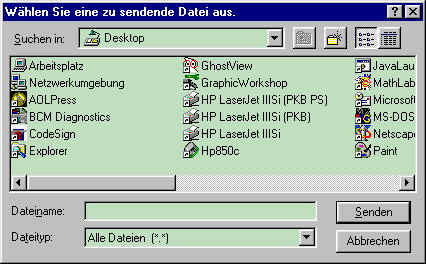 Wählen Sie eine zu sendende Datei aus.
Suchen in: Desktop
Arbeitsplatz
Netzwerkumgebung
AOLPress
BCM Diagnostics
CodeSign
Explorer
GhostView
GraphicWorkshop
HP LaserJet IIISi (PKB PS)
HP LaserJet IIISi (PKB)
HP LaserJet IIISi
Hp850c
JavaLau
MathLab
Microsof
MS-DOS
Netscap
Paint
Dateiname: Senden
Dateityp: Alle Dateien (*.*) Abbrechen